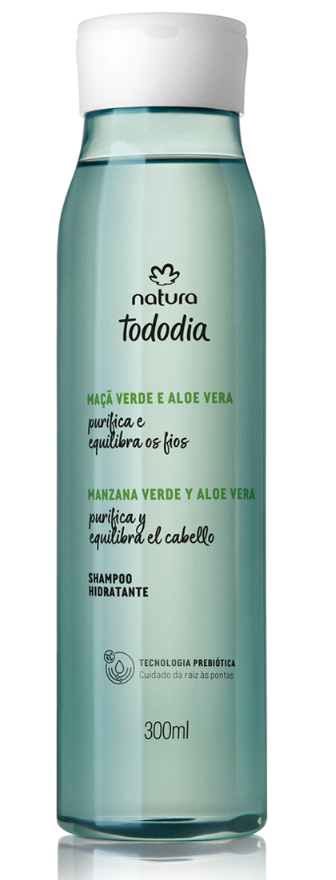 natura
tododia
MAÇÃ VERDE E ALOE VERA
purifica e
equilibra os fios
MANZANA VERDE Y ALOE VERA
purifica y
equilibra el cabello
SHAMPOO
HIDRATANTE
TECNOLOGIA PREBIÓTICA
Cuidado da raiz às pontas
300ml